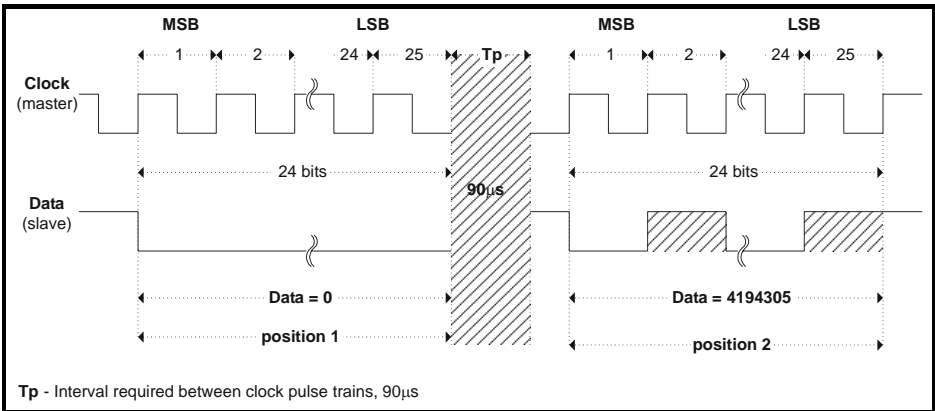 MSB LSB MSB LSB
1 2 24 25 Tp 1 2 24 25
Clock
(master)
24 bits 24 bits
90µs
Data
(slave)
Data = 0 Data = 4194305
position 1 position 2
Tp - Interval required between clock pulse trains, 90µs